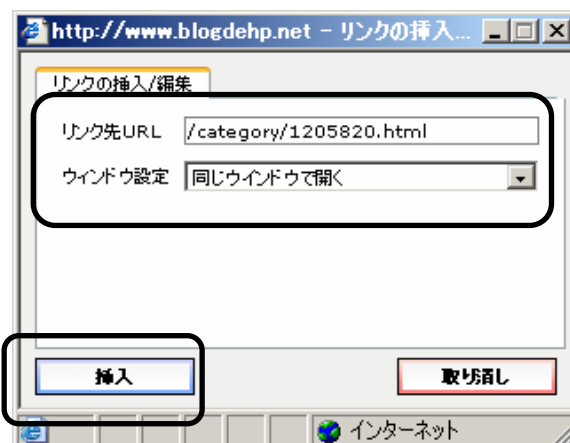 http://www.blogdehp.net - リンクの挿入...
リンクの挿入/編集
リンク先URL /category/1205820.html
ウィンドウ設定 同じウインドウで開く
挿入 取り消し
インターネット